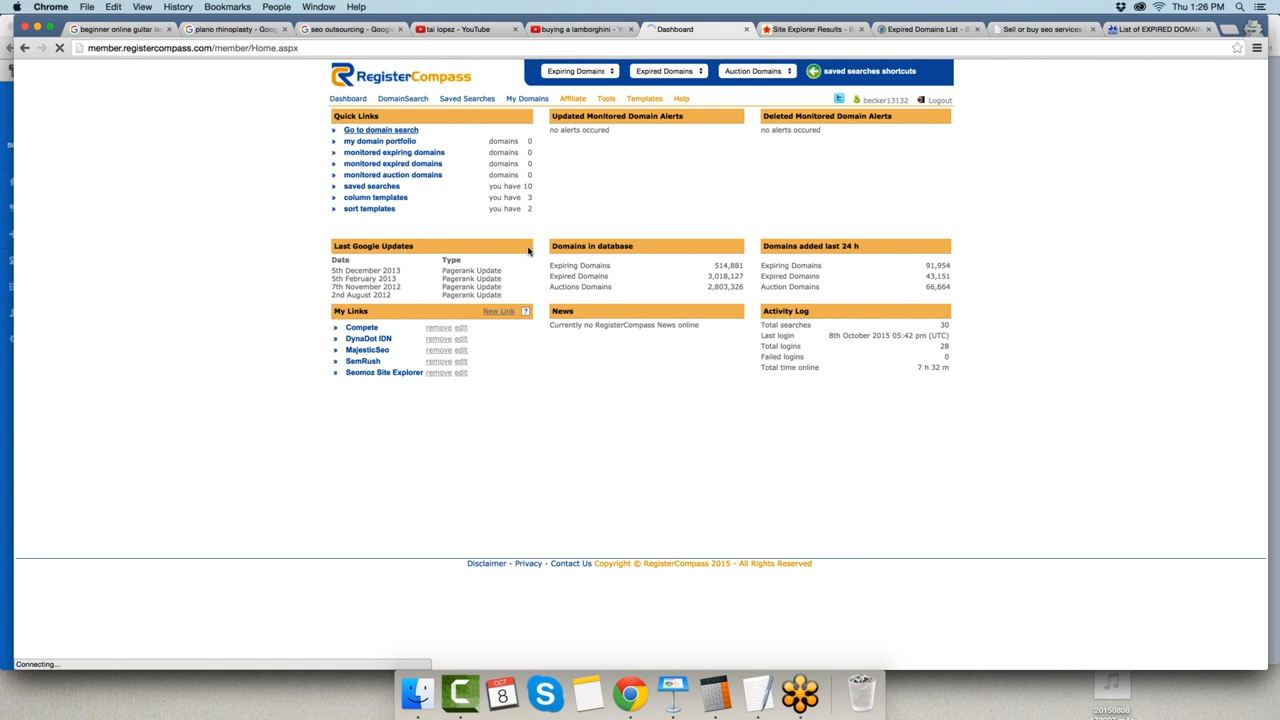 Chrome File Edit View History Bookmarks People Window Help Thu 1:26 PM
beginner online guitar les
piano rhinoplasty - Goog
seo outsourcing - Google
tai lopez - YouTube
buying a lamborghini - Y
Dashboard
Site Explorer Results - B
Expired Domains List - B
Sell or buy seo services |
List of EXPIRED DOMAI
member.registercompass.com/member/Home.aspx
RegisterCompass
Expiring Domains Expired Domains Auction Domains saved searches shortcuts
Dashboard DomainSearch Saved Searches My Domains Affiliate Tools Templates Help becker13132 Logout
Quick Links
» Go to domain search
» my domain portfolio domains 0
» monitored expiring domains domains 0
» monitored expired domains domains 0
» monitored auction domains domains 0
» saved searches you have 10
» column templates you have 3
» sort templates you have 2
Updated Monitored Domain Alerts
no alerts occured
Deleted Monitored Domain Alerts
no alerts occured
Last Google Updates
Date Type
5th December 2013 Pagerank Update
5th February 2013 Pagerank Update
7th November 2012 Pagerank Update
2nd August 2012 Pagerank Update
Domains in database
Expiring Domains 514,881
Expired Domains 3,018,127
Auctions Domains 2,803,326
Domains added last 24 h
Expiring Domains 91,954
Expired Domains 43,151
Auction Domains 66,664
My Links New Link ?
» Compete remove edit
» DynaDot IDN remove edit
» MajesticSeo remove edit
» SemRush remove edit
» Seomoz Site Explorer remove edit
News
Currently no RegisterCompass News online
Activity Log
Total searches 30
Last login 8th October 2015 05:42 pm (UTC)
Total logins 28
Failed logins 0
Total time online 7 h 32 m
Disclaimer - Privacy - Contact Us Copyright © RegisterCompass 2015 - All Rights Reserved
Connecting...
OCT
8
20150808